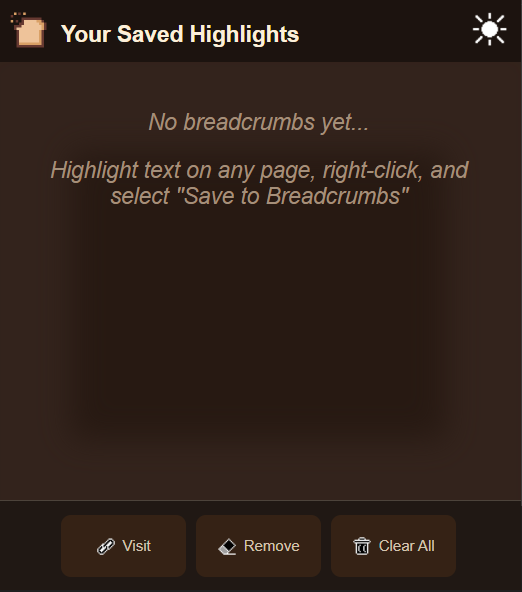 Your Saved Highlights
No breadcrumbs yet...
Highlight text on any page, right-click, and
select "Save to Breadcrumbs"
Visit
Remove
Clear All